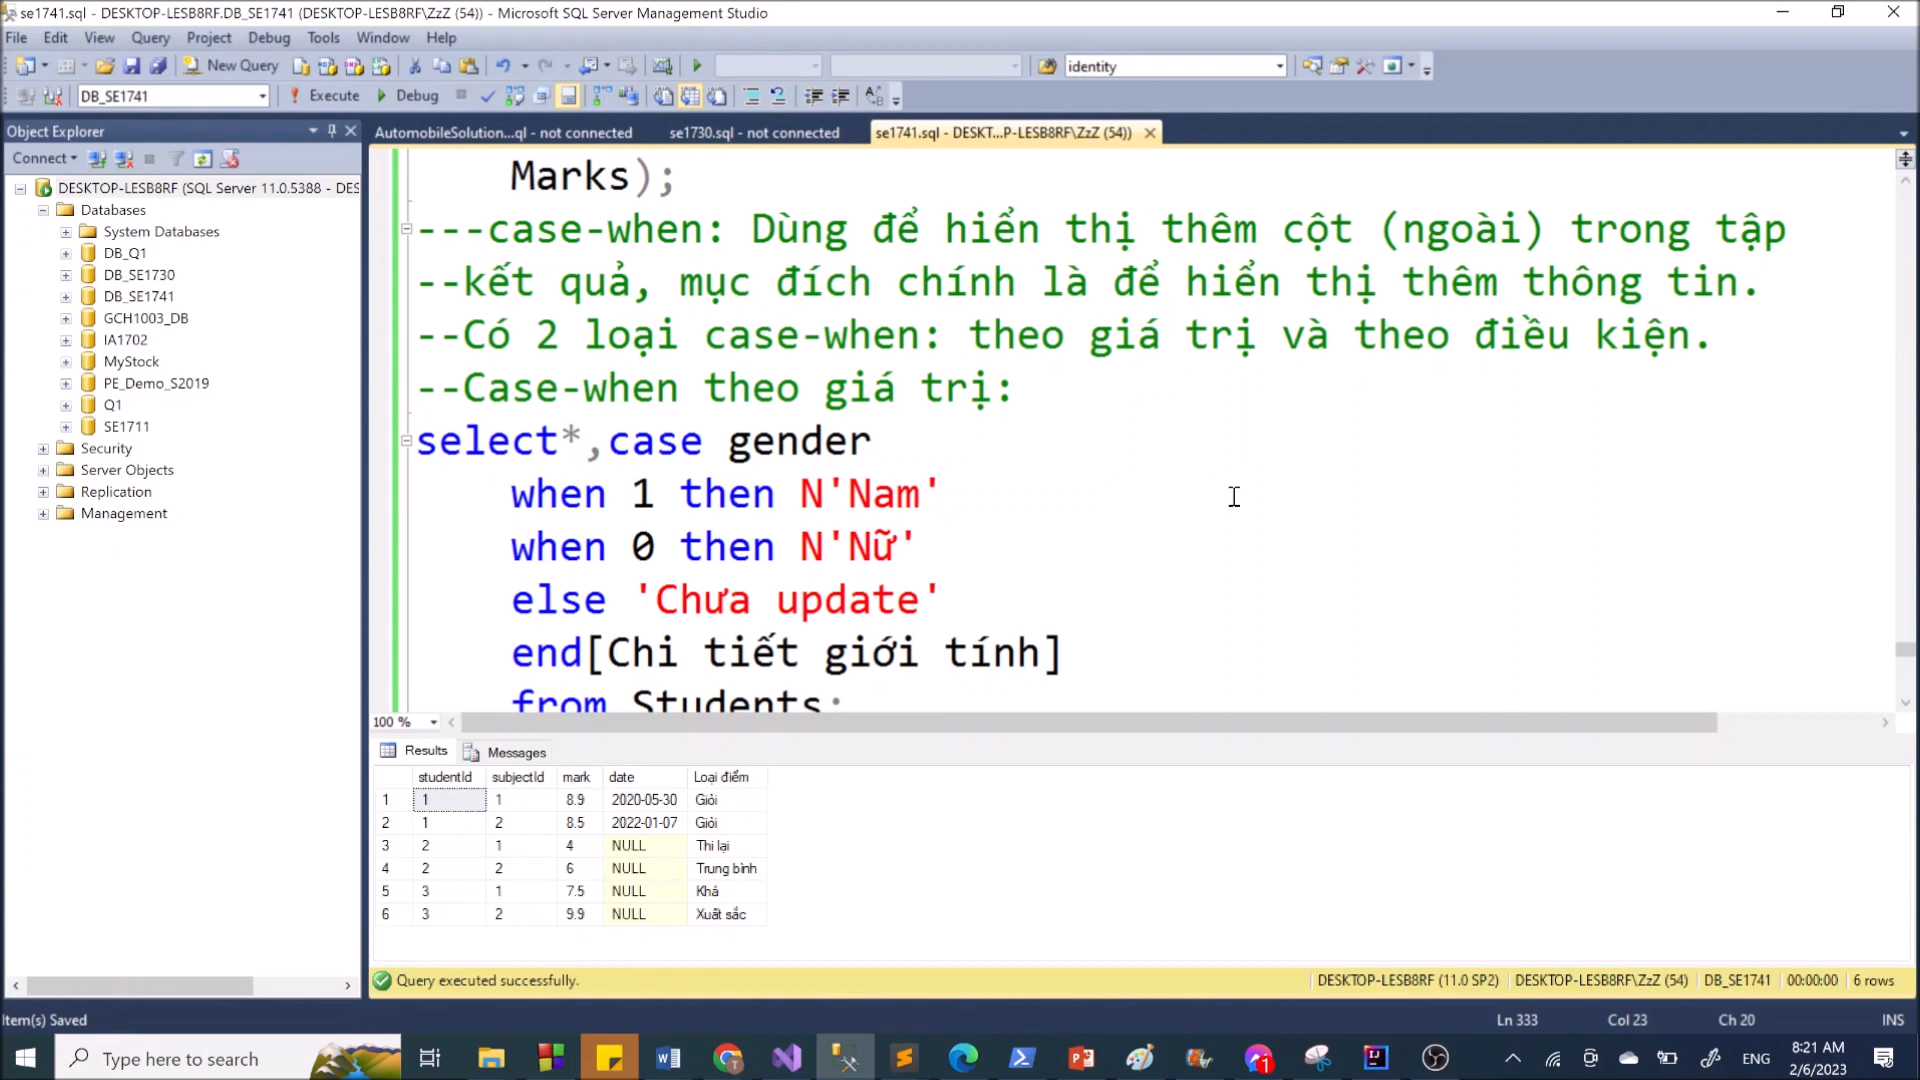 se1741.sql - DESKTOP-LESB8RF.DB_SE1741 (DESKTOP-LESB8RF\ZzZ (54)) - Microsoft SQL Server Management Studio
File Edit View Query Project Debug Tools Window Help
New Query identity
DB_SE1741 Execute Debug
Object Explorer
AutomobileSolution...ql - not connected se1730.sql - not connected se1741.sql - DESKT...P-LESB8RF\ZzZ (54))
Connect
DESKTOP-LESB8RF (SQL Server 11.0.5388 - DES
Databases
System Databases
DB_Q1
DB_SE1730
DB_SE1741
GCH1003_DB
IA1702
MyStock
PE_Demo_S2019
Q1
SE1711
Security
Server Objects
Replication
Management
Marks);
---case-when: Dùng để hiển thị thêm cột (ngoài) trong tập
--kết quả, mục đích chính là để hiển thị thêm thông tin.
--Có 2 loại case-when: theo giá trị và theo điều kiện.
--Case-when theo giá trị:
select*,case gender
when 1 then N'Nam'
when 0 then N'Nữ'
else 'Chưa update'
end[Chi tiết giới tính]
from Students;
100 %
Results Messages
studentId subjectId mark date Loại điểm
1 1 1 8.9 2020-05-30 Giỏi
2 1 2 8.5 2022-01-07 Giỏi
3 2 1 4 NULL Thi lại
4 2 2 6 NULL Trung bình
5 3 1 7.5 NULL Khá
6 3 2 9.9 NULL Xuất sắc
Query executed successfully. DESKTOP-LESB8RF (11.0 SP2) DESKTOP-LESB8RF\ZzZ (54) DB_SE1741 00:00:00 6 rows
Item(s) Saved Ln 333 Col 23 Ch 20 INS
Type here to search 1 ENG 8:21 AM
2/6/2023